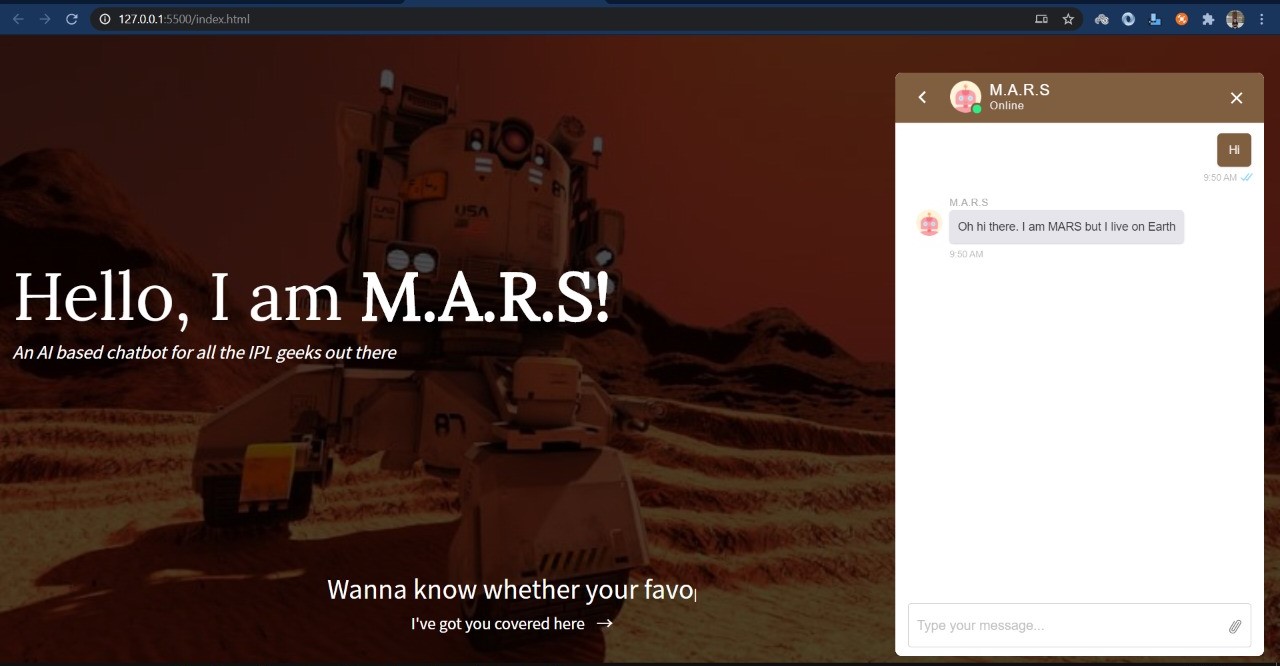 127.0.0.1:5500/index.html
USA
87
Hello, I am M.A.R.S!
An AI based chatbot for all the IPL geeks out there
Wanna know whether your favo
I've got you covered here →
M.A.R.S
Online
Hi
9:50 AM
M.A.R.S
Oh hi there. I am MARS but I live on Earth
9:50 AM
Type your message...